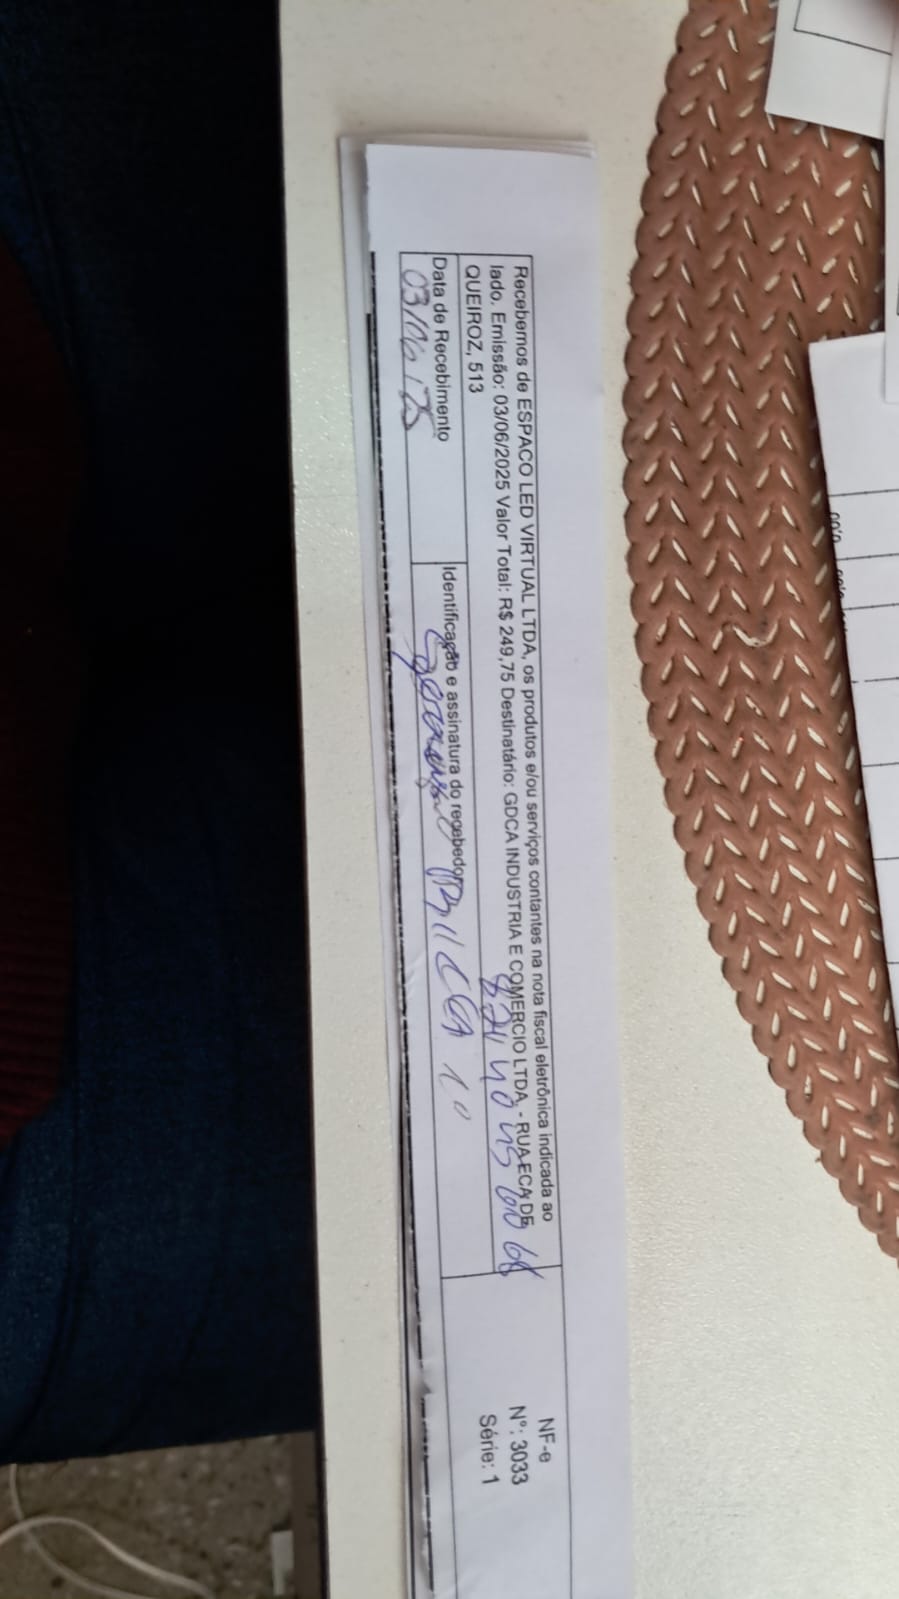 Recebemos de ESPACO LED VIRTUAL LTDA, os produtos e/ou serviços contantes na nota fiscal eletrônica indicada ao
lado. Emissão: 03/06/2025 Valor Total: R$ 249,75 Destinatário: GDCA INDUSTRIA E COMERCIO LTDA. - RUA ECA DE
QUEIROZ, 513
Data de Recebimento
03/06/25
Identificação e assinatura do recebedor
NF-e
Nº: 3033
Série: 1
0,00